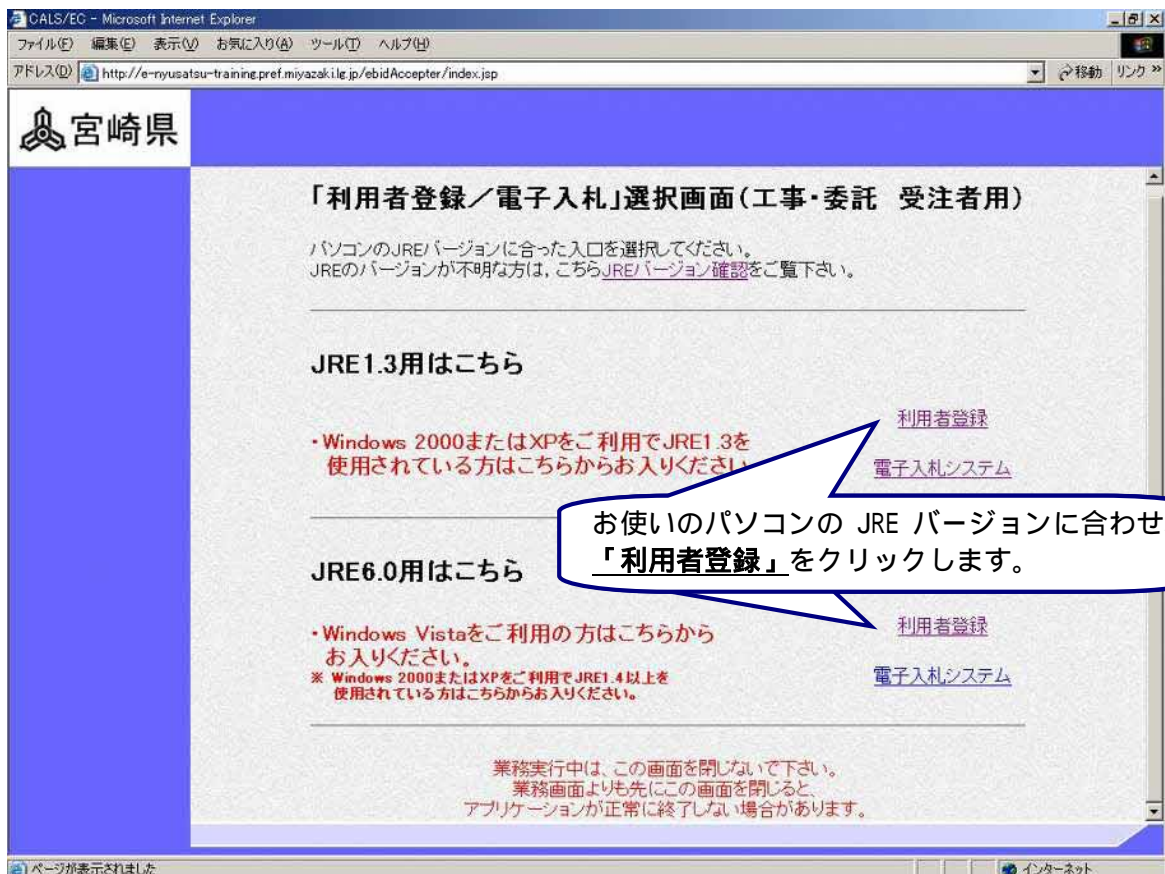 CALS/EC - Microsoft Internet Explorer
ファイル(F) 編集(E) 表示(V) お気に入り(A) ツール(T) ヘルプ(H)
アドレス(D) http://e-nyusatsu-training.pref.miyazaki.lg.jp/ebidAccepter/index.jsp 移動 リンク »
宮崎県
「利用者登録／電子入札」選択画面(工事・委託 受注者用)
パソコンのJREバージョンに合った入口を選択してください。
JREのバージョンが不明な方は、こちらJREバージョン確認をご覧下さい。
JRE1.3用はこちら
利用者登録
・Windows 2000またはXPをご利用でJRE1.3を
使用されている方はこちらからお入りください
電子入札システム
お使いのパソコンの JRE バージョンに合わせ
「利用者登録」をクリックします。
JRE6.0用はこちら
利用者登録
・Windows Vistaをご利用の方はこちらから
お入りください。
電子入札システム
※ Windows 2000またはXPをご利用でJRE1.4以上を
使用されている方はこちらからお入りください。
業務実行中は、この画面を閉じないで下さい。
業務画面よりも先にこの画面を閉じると、
アプリケーションが正常に終了しない場合があります。
ページが表示されました インターネット